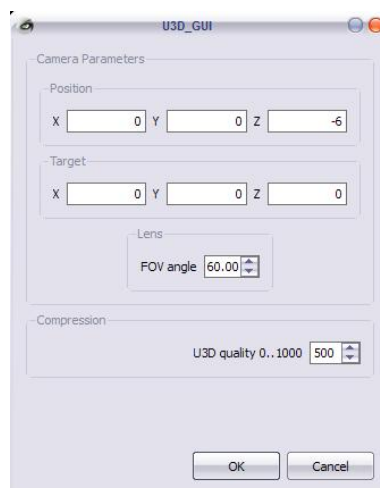 U3D_GUI
Camera Parameters
Position
X 0 Y 0 Z -6
Target
X 0 Y 0 Z 0
Lens
FOV angle 60.00
Compression
U3D quality 0..1000 500
OK Cancel